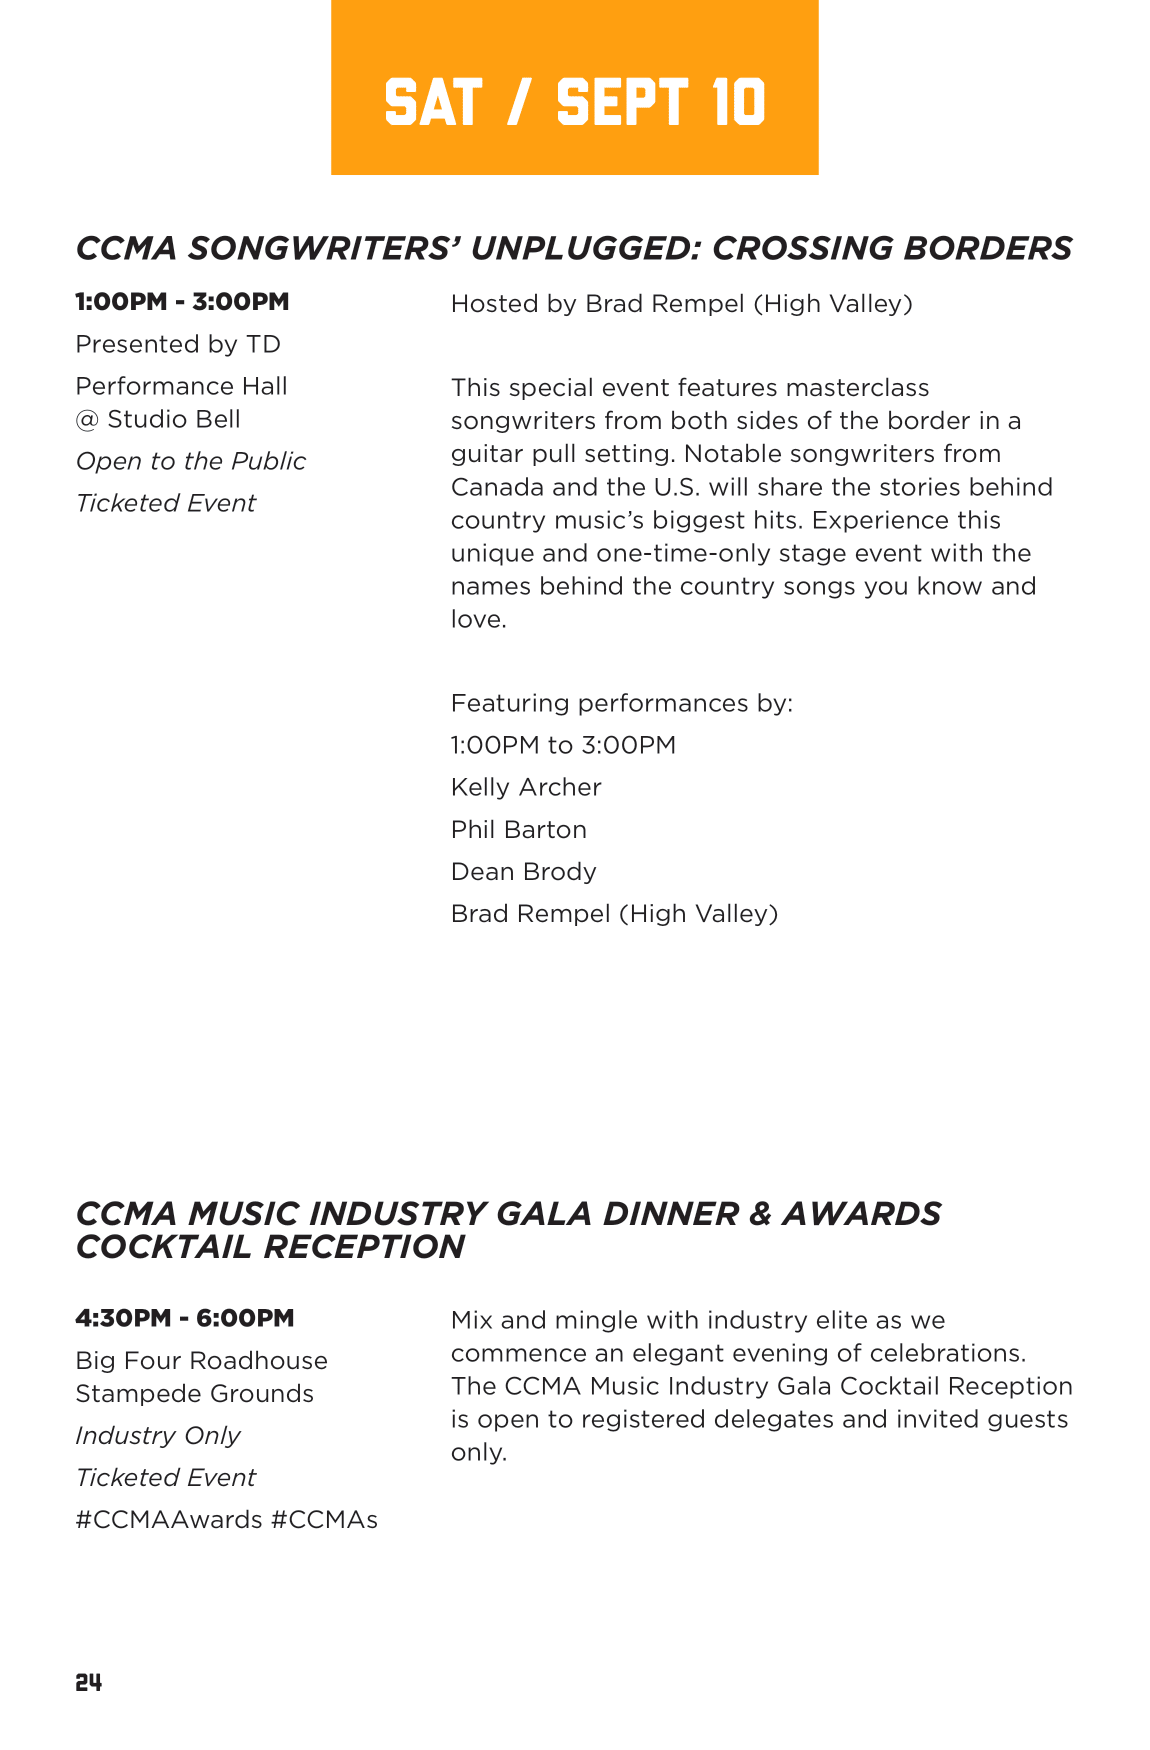 SAT / SEPT 10
CCMA SONGWRITERS’ UNPLUGGED: CROSSING BORDERS
1:00PM - 3:00PM
Presented by TD
Performance Hall
@ Studio Bell
Open to the Public
Ticketed Event
Hosted by Brad Rempel (High Valley)
This special event features masterclass
songwriters from both sides of the border in a
guitar pull setting. Notable songwriters from
Canada and the U.S. will share the stories behind
country music’s biggest hits. Experience this
unique and one-time-only stage event with the
names behind the country songs you know and
love.
Featuring performances by:
1:00PM to 3:00PM
Kelly Archer
Phil Barton
Dean Brody
Brad Rempel (High Valley)
CCMA MUSIC INDUSTRY GALA DINNER & AWARDS
COCKTAIL RECEPTION
4:30PM - 6:00PM
Big Four Roadhouse
Stampede Grounds
Industry Only
Ticketed Event
#CCMAAwards #CCMAs
Mix and mingle with industry elite as we
commence an elegant evening of celebrations.
The CCMA Music Industry Gala Cocktail Reception
is open to registered delegates and invited guests
only.
24